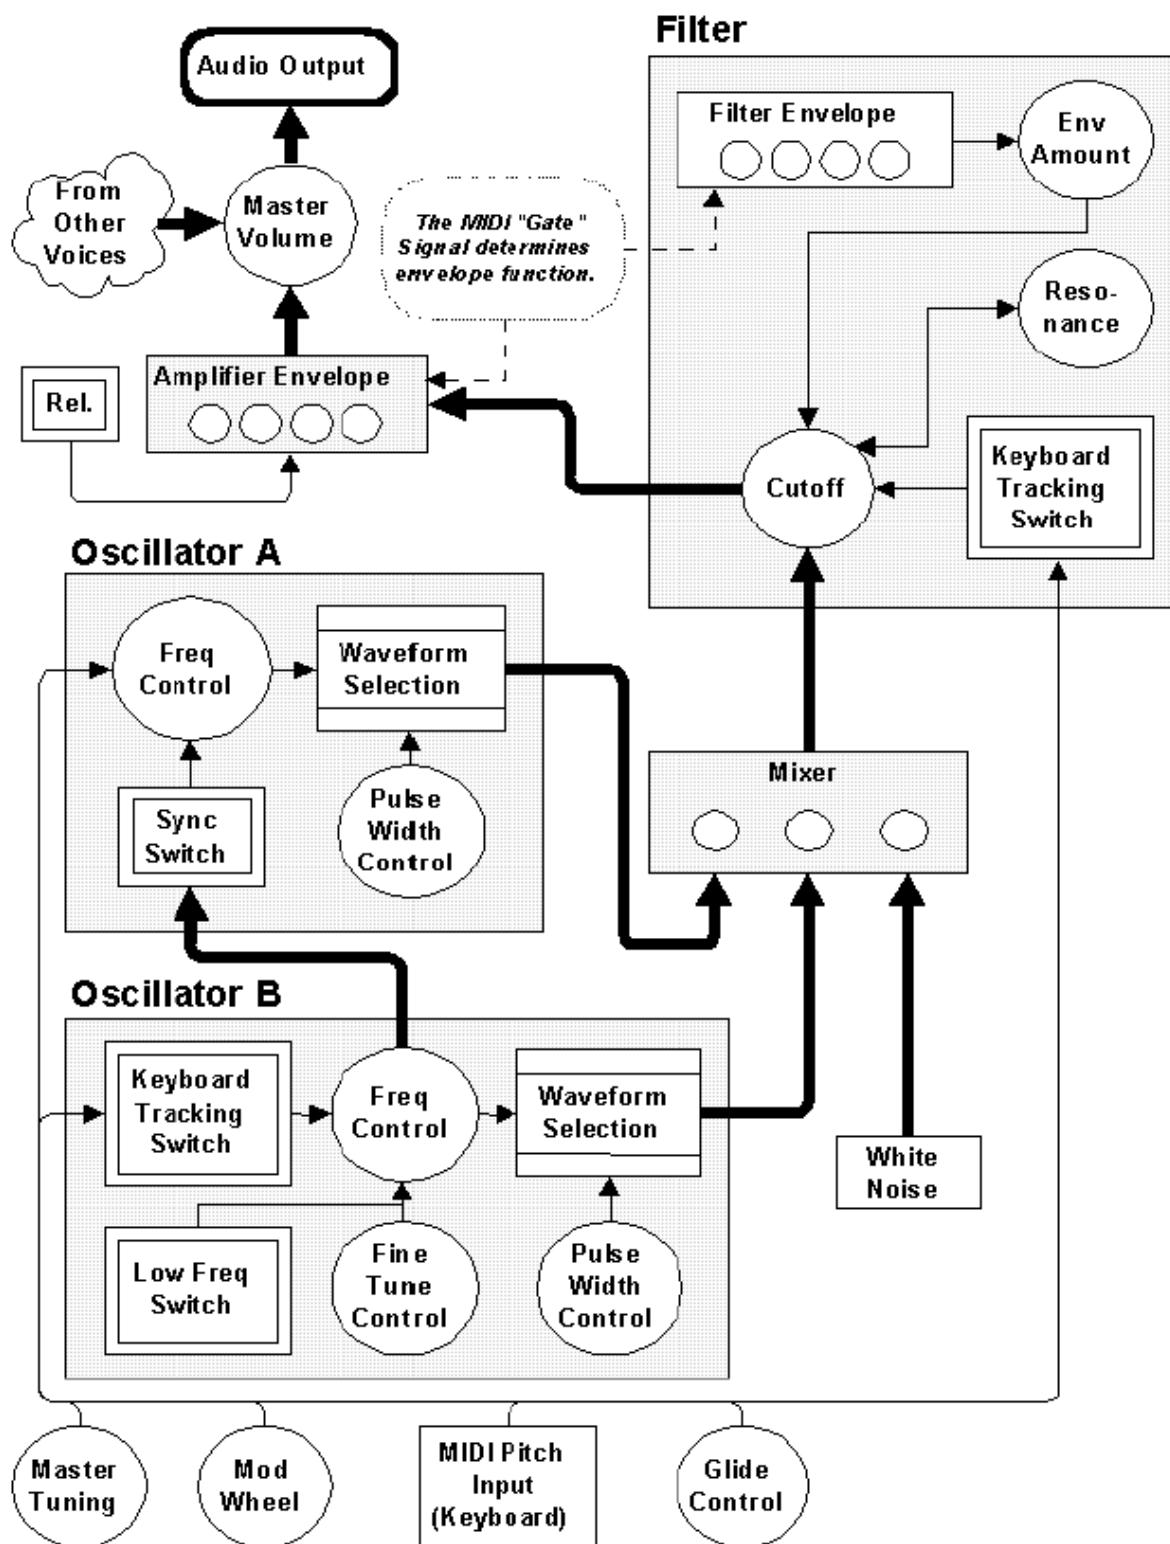 Filter
Audio Output
Filter Envelope
Env
Amount
From
Other
Voices
Master
Volume
The MIDI "Gate"
Signal determines
envelope function.
Reso-
nance
Rel.
Amplifier Envelope
Cutoff
Keyboard
Tracking
Switch
Oscillator A
Freq
Control
Waveform
Selection
Sync
Switch
Pulse
Width
Control
Mixer
Oscillator B
Keyboard
Tracking
Switch
Freq
Control
Waveform
Selection
White
Noise
Low Freq
Switch
Fine
Tune
Control
Pulse
Width
Control
Master
Tuning
Mod
Wheel
MIDI Pitch
Input
(Keyboard)
Glide
Control